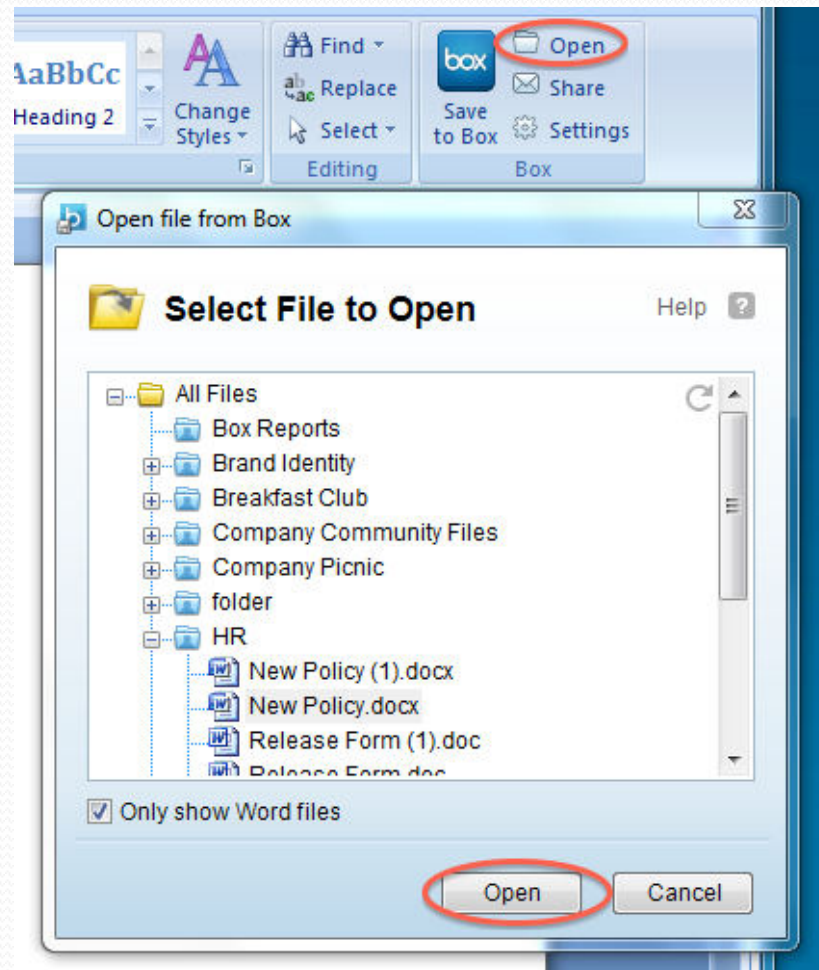 AaBbCc
Heading 2
Change
Styles
Find
Replace
Select
Editing
box
Save
to Box
Open
Share
Settings
Box
Open file from Box
Select File to Open
Help ?
All Files
Box Reports
Brand Identity
Breakfast Club
Company Community Files
Company Picnic
folder
HR
New Policy (1).docx
New Policy.docx
Release Form (1).doc
Release Form.doc
Only show Word files
Open
Cancel